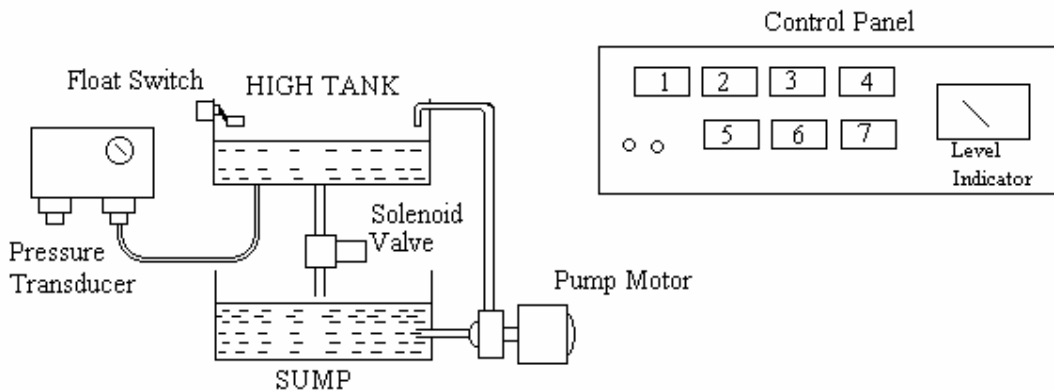 Control Panel
Float Switch
HIGH TANK
1 2 3 4
5 6 7
Level
Indicator
Solenoid
Valve
Pressure
Transducer
Pump Motor
SUMP